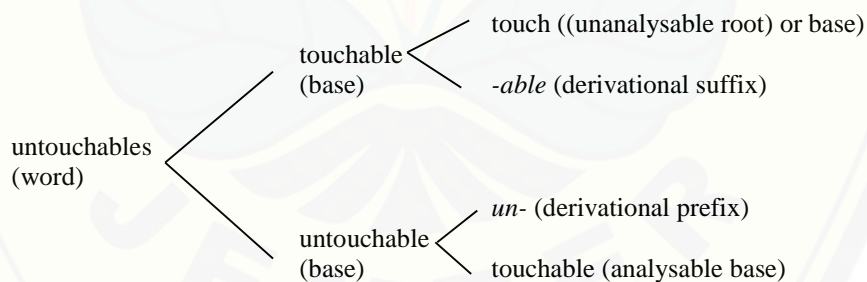 touch ((unanalysable root) or base)
touchable
(base)
-able (derivational suffix)
untouchables
(word)
un- (derivational prefix)
untouchable
(base)
touchable (analysable base)